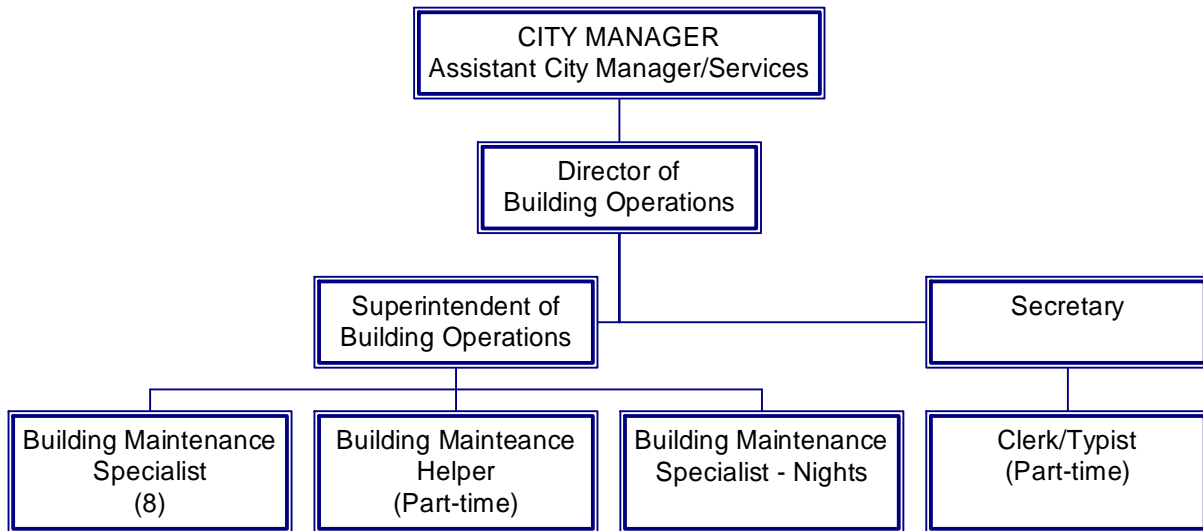 CITY MANAGER
Assistant City Manager/Services
Director of
Building Operations
Superintendent of
Building Operations
Secretary
Building Maintenance
Specialist
(8)
Building Mainteance
Helper
(Part-time)
Building Maintenance
Specialist - Nights
Clerk/Typist
(Part-time)